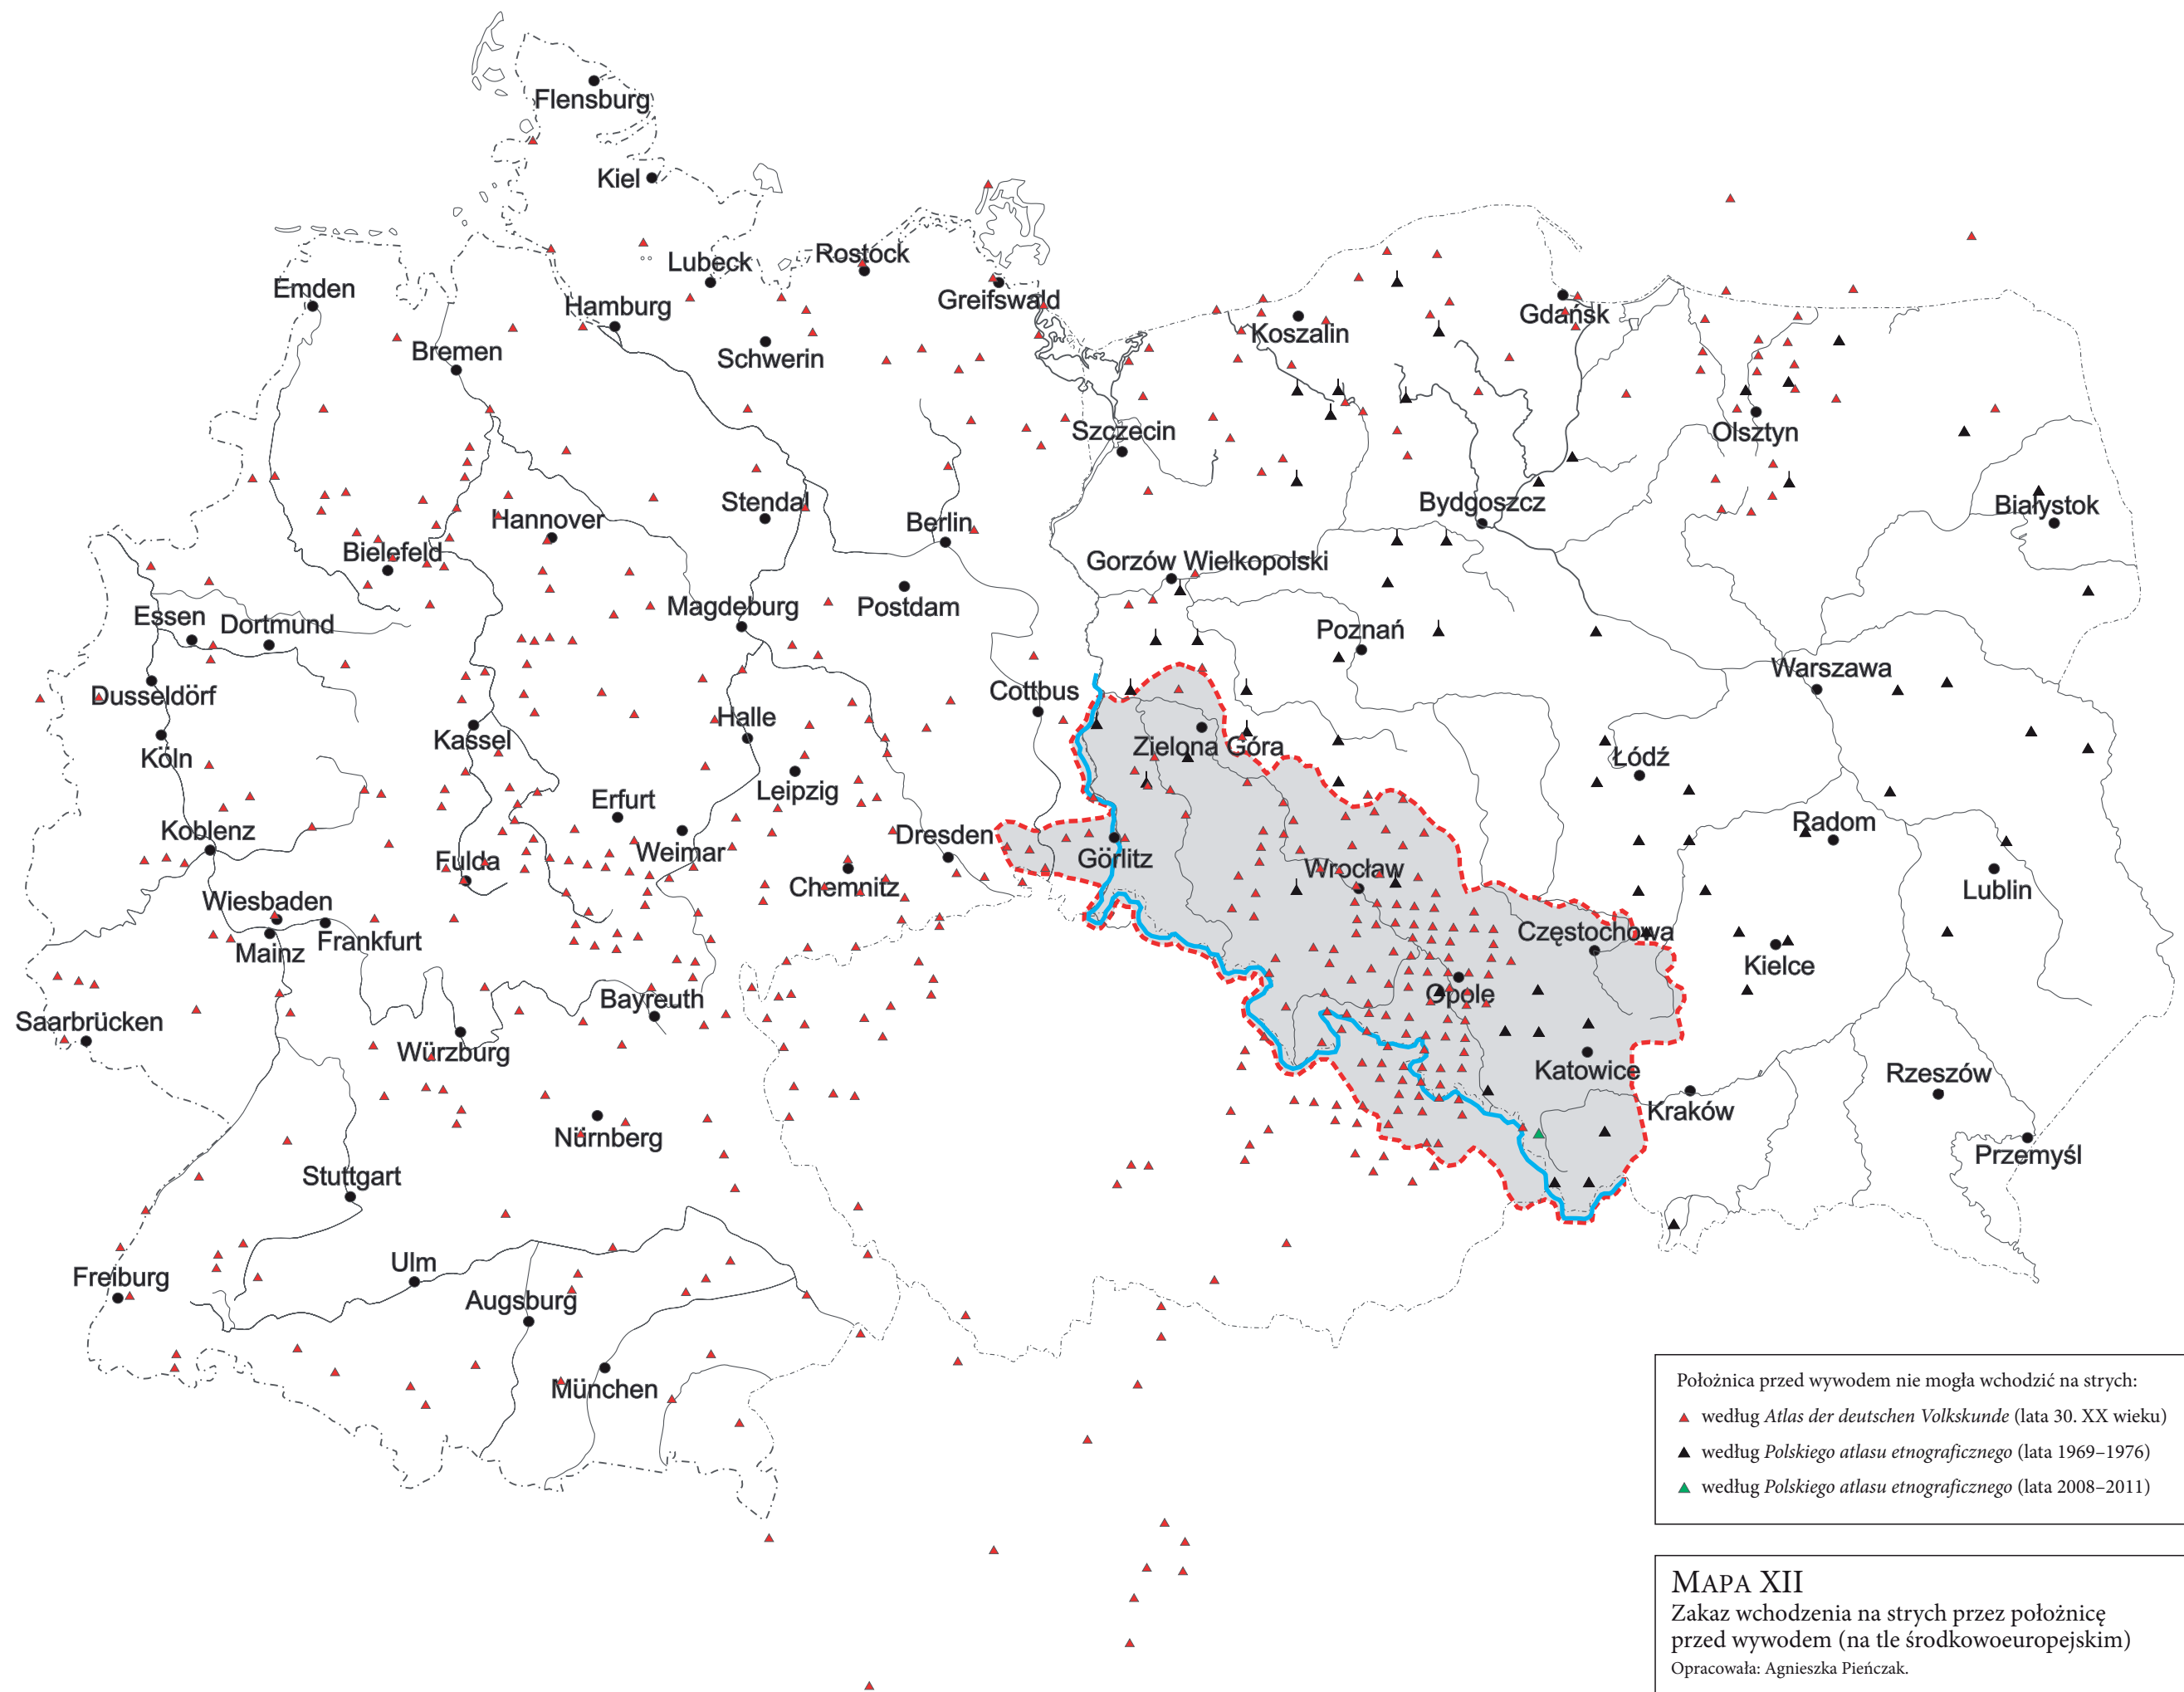 Flensburg
Kiel
Lubeck
Rostock
Greifswald
Emden
Hamburg
Schwerin
Bremen
Koszalin
Gdańsk
Szczecin
Olsztyn
Stendal
Hannover
Berlin
Bydgoszcz
Białystok
Bielefeld
Gorzów Wielkopolski
Magdeburg
Postdam
Essen
Dortmund
Poznań
Warszawa
Dusseldörf
Cottbus
Halle
Kassel
Zielona Góra
Köln
Łódź
Leipzig
Erfurt
Koblenz
Weimar
Dresden
Radom
Görlitz
Fulda
Wrocław
Chemnitz
Lublin
Wiesbaden
Mainz
Frankfurt
Częstochowa
Kielce
Bayreuth
Opole
Saarbrücken
Würzburg
Katowice
Rzeszów
Kraków
Nürnberg
Przemyśl
Stuttgart
Ulm
Freiburg
Augsburg
München
Położnica przed wywodem nie mogła wchodzić na strych:
według Atlas der deutschen Volkskunde (lata 30. XX wieku)
według Polskiego atlasu etnograficznego (lata 1969–1976)
według Polskiego atlasu etnograficznego (lata 2008–2011)
MAPA XII
Zakaz wchodzenia na strych przez położnicę
przed wywodem (na tle środkowoeuropejskim)
Opracowała: Agnieszka Pieńczak.